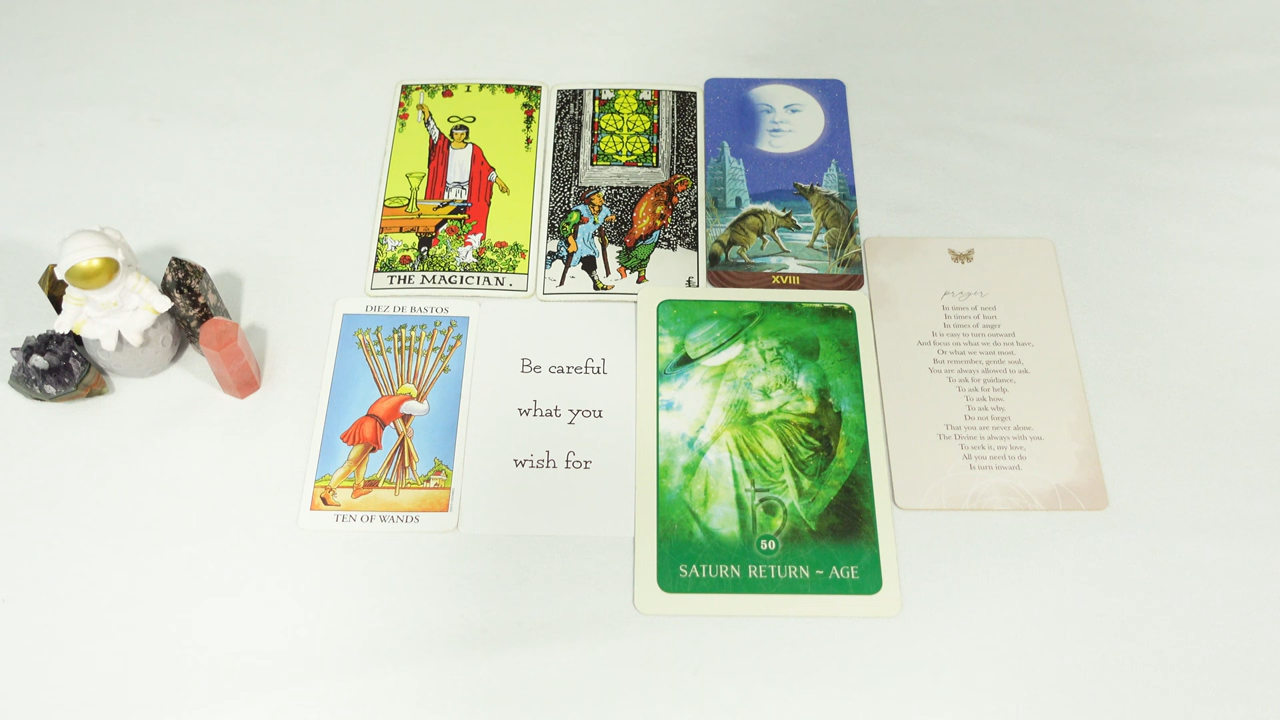 I
THE MAGICIAN.
XVIII
DIEZ DE BASTOS
TEN OF WANDS
Be careful
what you
wish for
50
SATURN RETURN ~ AGE
prayer
In times of need
In times of hurt
In times of anger
It is easy to turn outward
And focus on what we do not have,
Or what we want most.
But remember, gentle soul,
You are always allowed to ask.
To ask for guidance,
To ask for help.
To ask how.
To ask why.
Do not forget
That you are never alone.
The Divine is always with you.
To seek it, my love,
All you need to do
Is turn inward.